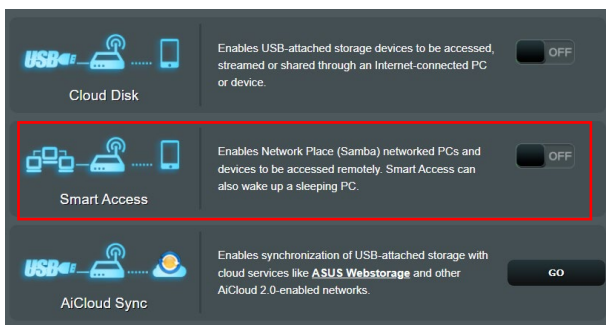 USB
Cloud Disk
Enables USB-attached storage devices to be accessed,
streamed or shared through an Internet-connected PC
or device.
OFF
Smart Access
Enables Network Place (Samba) networked PCs and
devices to be accessed remotely. Smart Access can
also wake up a sleeping PC.
OFF
USB
AiCloud Sync
Enables synchronization of USB-attached storage with
cloud services like ASUS Webstorage and other
AiCloud 2.0-enabled networks.
GO